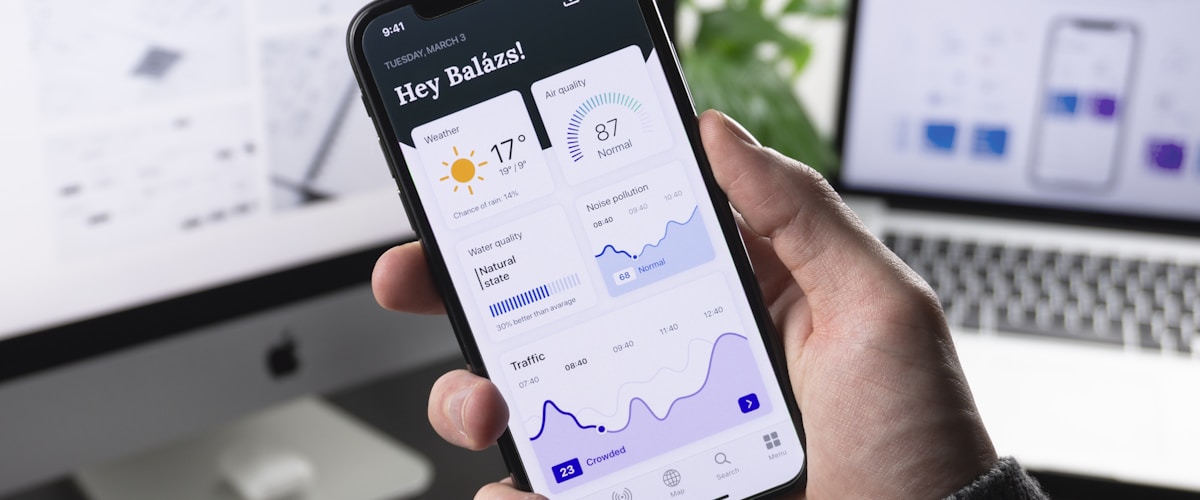 9:41
TUESDAY, MARCH 3
Hey Balázs!
Weather
17°
19° / 9°
Chance of rain: 14%
Air quality
87
Normal
Water quality
Natural
state
30% better than avarage
Noise pollution
08:40 09:40 10:40
68 Normal
Traffic
07:40 08:40 09:40 11:40 12:40
23 Crowded
Map
Search
Menu